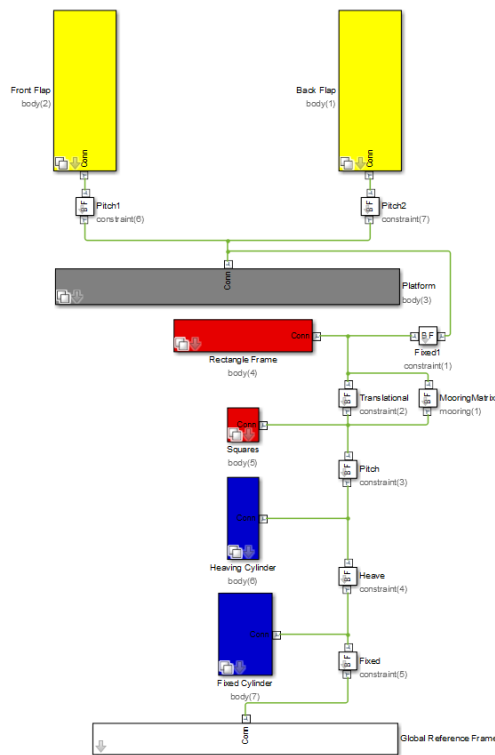 Front Flap
body(2)
Conn
Back Flap
body(1)
Conn
B F
Pitch1
constraint(6)
B F
Pitch2
constraint(7)
Conn
Platform
body(3)
Conn
Rectangle Frame
body(4)
B F
Fixed1
constraint(1)
B F
Translational
constraint(2)
B F
MooringMatrix
mooring(1)
Conn
Squares
body(5)
B F
Pitch
constraint(3)
Conn
Heaving Cylinder
body(6)
B F
Heave
constraint(4)
Conn
Fixed Cylinder
body(7)
B F
Fixed
constraint(5)
Conn
Global Reference Frame